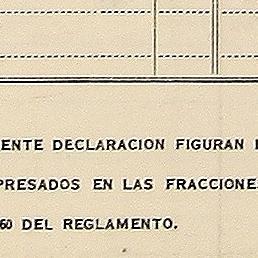 ENTE DECLARACION FIGURAN
PRESADOS EN LAS FRACCIONE
60 DEL REGLAMENTO.